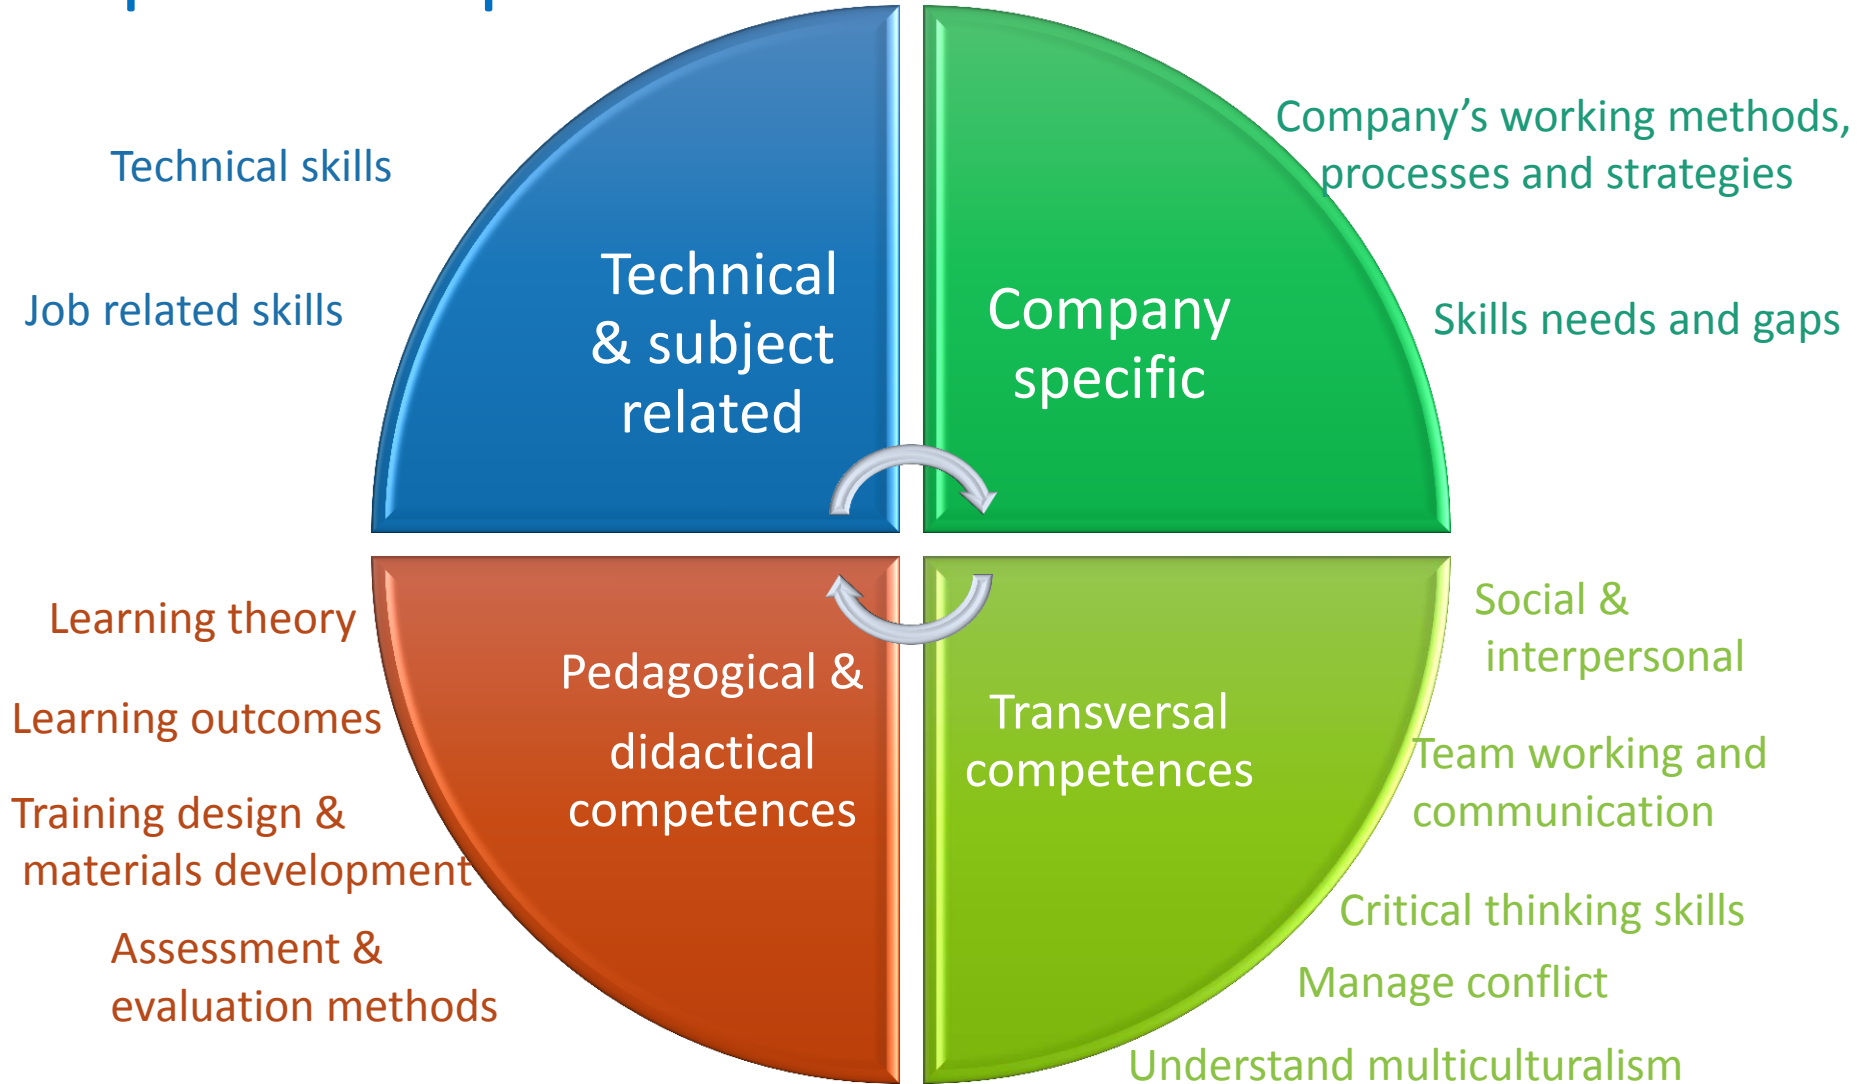 Technical skills
Job related skills
Technical
& subject
related
Company
specific
Company’s working methods,
processes and strategies
Skills needs and gaps
Learning theory
Learning outcomes
Training design &
materials development
Assessment &
evaluation methods
Pedagogical &
didactical
competences
Transversal
competences
Social &
interpersonal
Team working and
communication
Critical thinking skills
Manage conflict
Understand multiculturalism